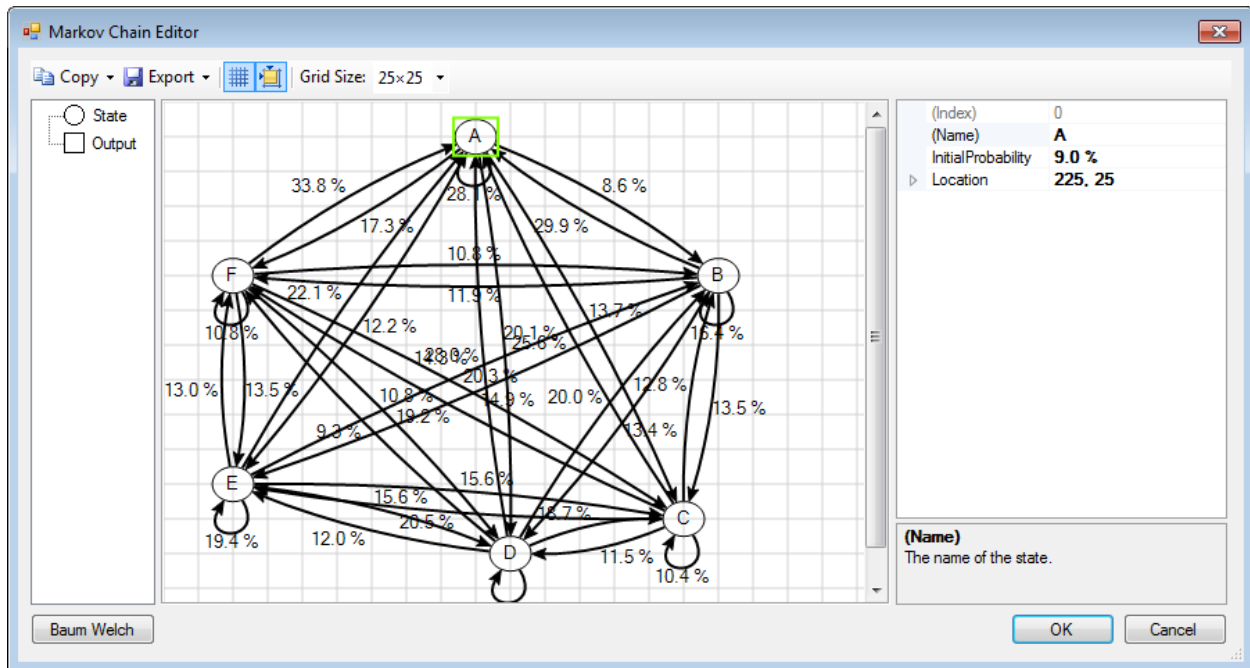 Markov Chain Editor
Copy Export Grid Size: 25×25
State
Output
(Index) 0
(Name) A
InitialProbability 9.0 %
Location 225, 25
A
33.8 % 28.1 % 8.6 %
17.3 % 29.9 %
10.8 %
F B
22.1 % 11.9 % 13.7 %
10.8 % 12.2 % 20.1 % 25.6 % 16.4 %
14.3 % 28.0 %
20.3 %
13.0 % 13.5 % 10.8 % 14.9 % 20.0 % 12.8 %
19.2 % 13.5 %
9.3 % 13.4 %
15.6 %
E 15.6 %
20.5 % 18.7 % C
19.4 % 12.0 % D 11.5 %
10.4 %
(Name)
The name of the state.
Baum Welch OK Cancel